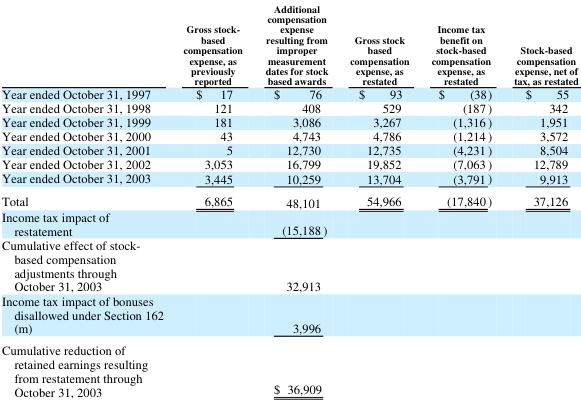 Gross stock-
based
compensation
expense, as
previously
reported
Additional
compensation
expense
resulting from
improper
measurement
dates for stock
based awards
Gross stock
based
compensation
expense, as
restated
Income tax
benefit on
stock-based
compensation
expense, as
restated
Stock-based
compensation
expense, net of
tax, as restated
Year ended October 31, 1997 $ 17 $ 76 $ 93 $ (38) $ 55
Year ended October 31, 1998 121 408 529 (187) 342
Year ended October 31, 1999 181 3,086 3,267 (1,316) 1,951
Year ended October 31, 2000 43 4,743 4,786 (1,214) 3,572
Year ended October 31, 2001 5 12,730 12,735 (4,231) 8,504
Year ended October 31, 2002 3,053 16,799 19,852 (7,063) 12,789
Year ended October 31, 2003 3,445 10,259 13,704 (3,791) 9,913
Total 6,865 48,101 54,966 (17,840) 37,126
Income tax impact of
restatement (15,188)
Cumulative effect of stock-
based compensation
adjustments through
October 31, 2003 32,913
Income tax impact of bonuses
disallowed under Section 162
(m) 3,996
Cumulative reduction of
retained earnings resulting
from restatement through
October 31, 2003 $ 36,909